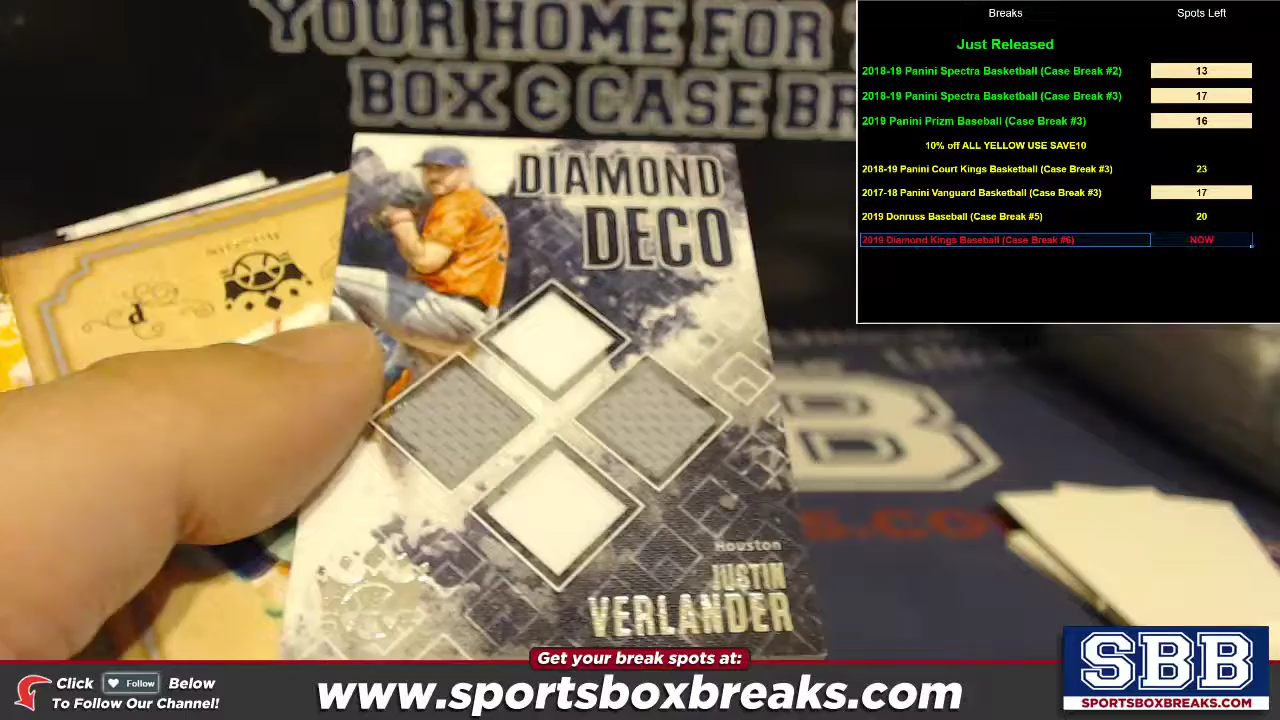 YOUR HOME FOR
BOX & CASE BR
Breaks Spots Left
Just Released
2018-19 Panini Spectra Basketball (Case Break #2) 13
2018-19 Panini Spectra Basketball (Case Break #3) 17
2019 Panini Prizm Baseball (Case Break #3) 16
10% off ALL YELLOW USE SAVE10
2018-19 Panini Court Kings Basketball (Case Break #3) 23
2017-18 Panini Vanguard Basketball (Case Break #3) 17
2019 Donruss Baseball (Case Break #5) 20
2019 Diamond Kings Baseball (Case Break #6) NOW
DIAMOND
DECO
P
B
S.CO
Houston
JUSTIN
VERLANDER
Get your break spots at:
Click Follow Below
To Follow Our Channel!
www.sportsboxbreaks.com
SBB
SPORTSBOXBREAKS.COM